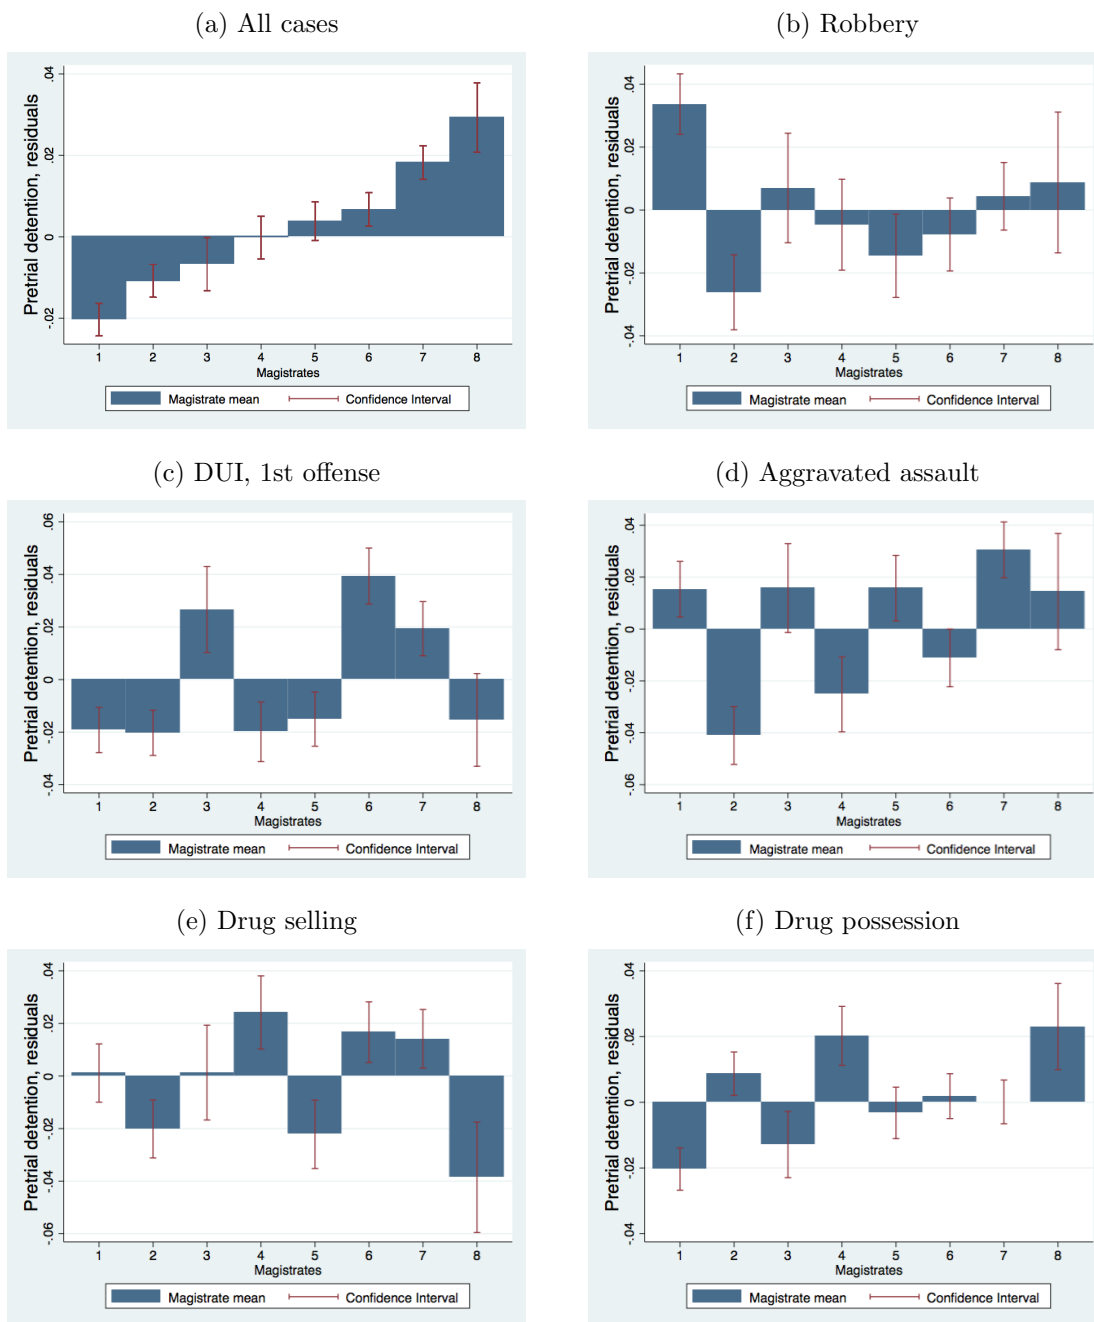 (a) All cases
Pretrial detention, residuals
.04
.02
0
-.02
1 2 3 4 5 6 7 8
Magistrates
Magistrate mean Confidence Interval
(b) Robbery
Pretrial detention, residuals
.04
.02
0
-.02
-.04
1 2 3 4 5 6 7 8
Magistrates
Magistrate mean Confidence Interval
(c) DUI, 1st offense
Pretrial detention, residuals
.06
.04
.02
0
-.02
-.04
1 2 3 4 5 6 7 8
Magistrates
Magistrate mean Confidence Interval
(d) Aggravated assault
Pretrial detention, residuals
.04
.02
0
-.02
-.04
-.06
1 2 3 4 5 6 7 8
Magistrates
Magistrate mean Confidence Interval
(e) Drug selling
Pretrial detention, residuals
.04
.02
0
-.02
-.04
-.06
1 2 3 4 5 6 7 8
Magistrates
Magistrate mean Confidence Interval
(f) Drug possession
Pretrial detention, residuals
.04
.02
0
-.02
-.04
1 2 3 4 5 6 7 8
Magistrates
Magistrate mean Confidence Interval